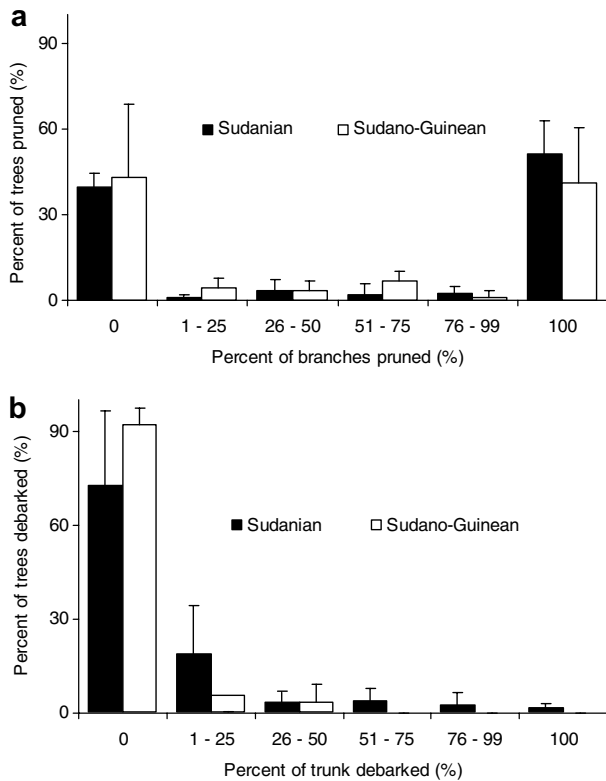 a
Percent of trees pruned (%)
90
60
30
0
Sudanian Sudano-Guinean
0 1 - 25 26 - 50 51 - 75 76 - 99 100
Percent of branches pruned (%)
b
Percent of trees debarked (%)
90
60
30
0
Sudanian Sudano-Guinean
0 1 - 25 26 - 50 51 - 75 76 - 99 100
Percent of trunk debarked (%)